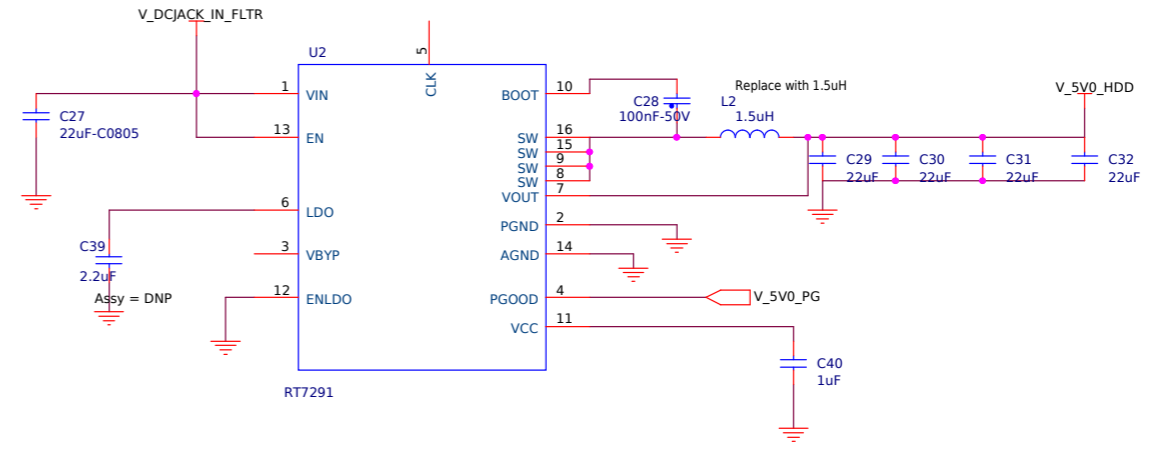 V_DCJACK_IN_FLTR
U2
5
CLK
1
VIN
C27
22uF-C0805
13
EN
6
LDO
C39
2.2uF
Assy = DNP
3
VBYP
12
ENLDO
RT7291
BOOT
10
C28
100nF-50V
Replace with 1.5uH
L2
1.5uH
V_5V0_HDD
SW
16
SW
15
SW
9
SW
8
VOUT
7
C29
22uF
C30
22uF
C31
22uF
C32
22uF
PGND
2
AGND
14
PGOOD
4
V_5V0_PG
VCC
11
C40
1uF